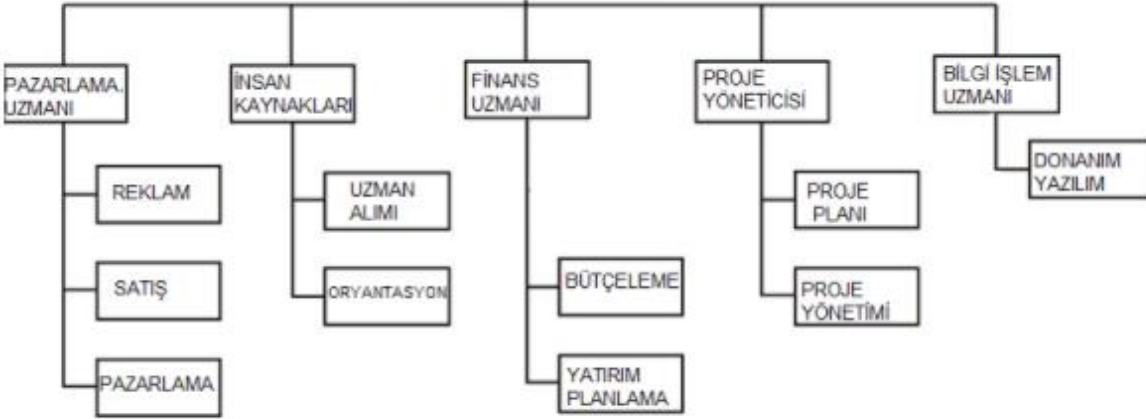 PAZARLAMA.
UZMANI
İNSAN
KAYNAKLARI
FİNANS
UZMANI
PROJE
YÖNETİCİSİ
BİLGİ İŞLEM
UZMANI
REKLAM
SATIŞ
PAZARLAMA
UZMAN
ALIMI
ORYANTASYON
BÜTÇELEME
YATIRIM
PLANLAMA
PROJE
PLANI
PROJE
YÖNETİMİ
DONANIM
YAZILIM